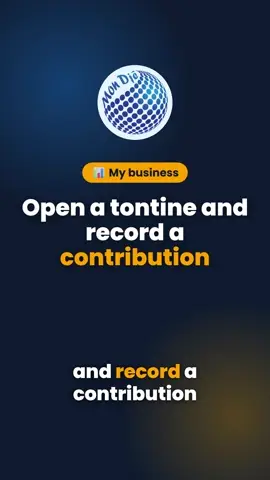 Mon Djê
📊 My business
Open a tontine and
record a
contribution
and record a
contribution